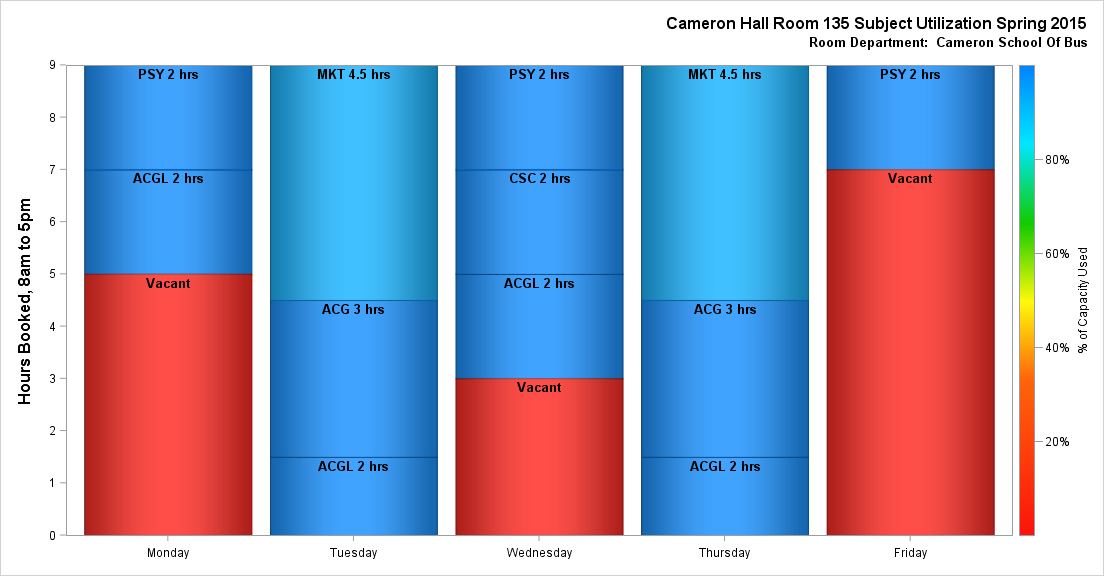 Cameron Hall Room 135 Subject Utilization Spring 2015
Room Department: Cameron School Of Bus
Hours Booked, 8am to 5pm
9
8
7
6
5
4
3
2
1
0
PSY 2 hrs
ACGL 2 hrs
Vacant
MKT 4.5 hrs
ACG 3 hrs
ACGL 2 hrs
PSY 2 hrs
CSC 2 hrs
ACGL 2 hrs
Vacant
MKT 4.5 hrs
ACG 3 hrs
ACGL 2 hrs
PSY 2 hrs
Vacant
Monday
Tuesday
Wednesday
Thursday
Friday
80%
60%
40%
20%
% of Capacity Used